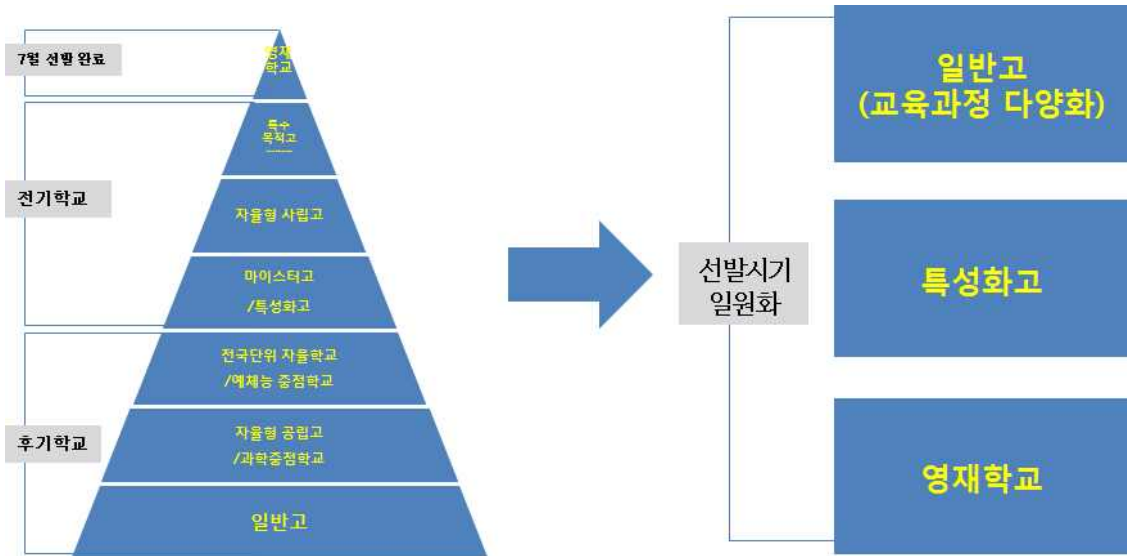 7월 선발 완료
영재
학교
전기학교
특수
목적고
자율형 사립고
마이스터고
/특성화고
후기학교
전국단위 자율학교
/예체능 중점학교
자율형 공립고
/과학중점학교
일반고
선발시기
일원화
일반고
(교육과정 다양화)
특성화고
영재학교